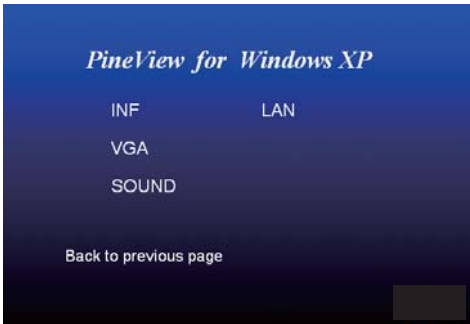 PineView for Windows XP
INF LAN
VGA
SOUND
Back to previous page